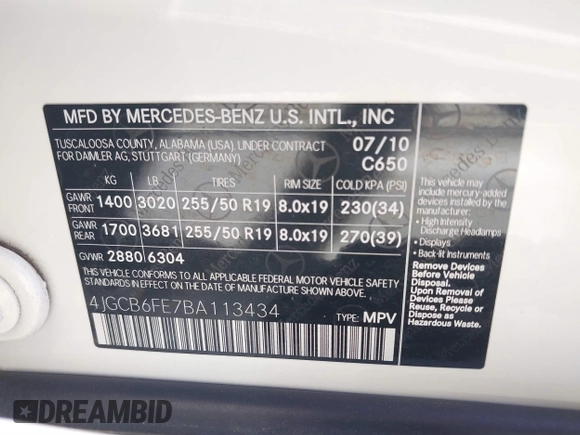 MFD BY MERCEDES-BENZ U.S. INTL., INC
TUSCALOOSA COUNTY, ALABAMA (USA) UNDER CONTRACT
FOR DAIMLER AG, STUTTGART (GERMANY)
07/10
C650
KG LB TIRES RIM SIZE COLD KPA (PSI)
GAWR FRONT 1400 3020 255/50 R19 8.0x19 230(34)
GAWR REAR 1700 3681 255/50 R19 8.0x19 270(39)
GVWR 2880 6304
THIS VEHICLE CONFORMS TO ALL APPLICABLE FEDERAL MOTOR VEHICLE SAFETY
STANDARDS IN EFFECT ON THE DATE OF MANUFACTURE SHOWN ABOVE.
4JGCB6FE7BA113434
TYPE: MPV
This vehicle may
include mercury-added
devices installed by
the manufacturer:
• High Intensity
Discharge Headlamps
• Displays
• Back-lit Instruments
Remove Devices
Before Vehicle
Disposal.
Upon Removal
of Devices
Please Reuse,
Recycle or
Dispose as
Hazardous Waste.
DREAMBID